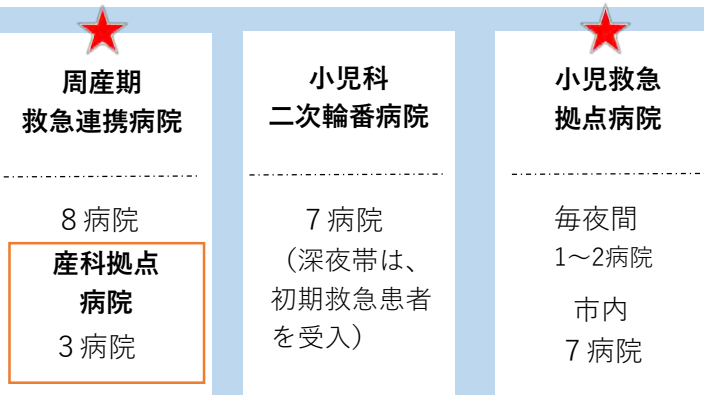 周産期
救急連携病院
8病院
産科拠点
病院
3病院
小児科
二次輪番病院
7病院
（深夜帯は、
初期救急患者
を受入）
小児救急
拠点病院
毎夜間
1～2病院
市内
7病院